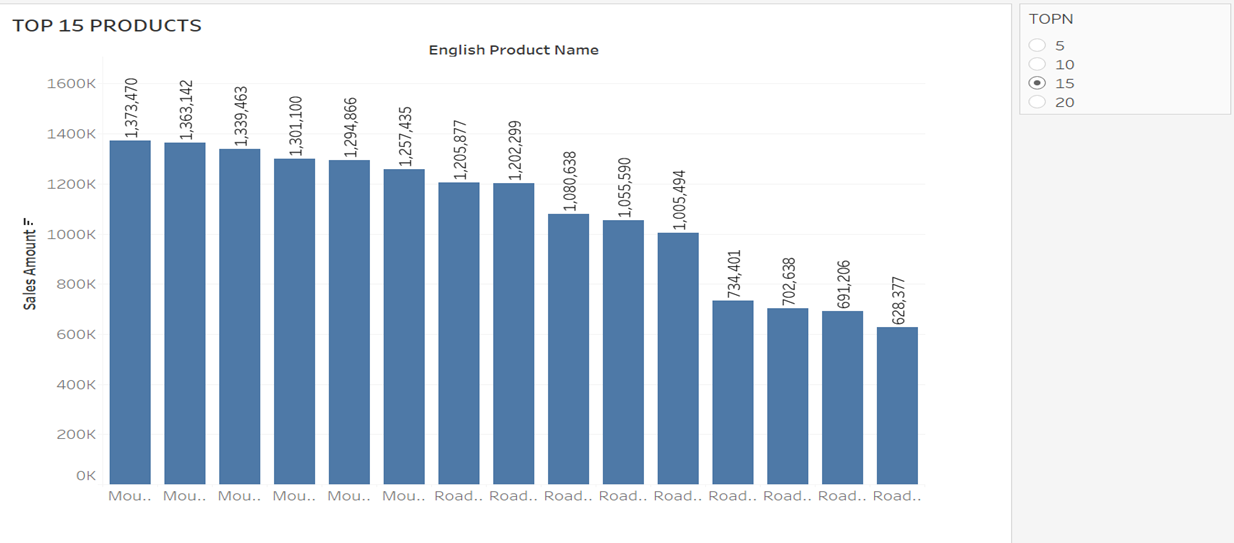 TOP 15 PRODUCTS
English Product Name
Sales Amount
1600K
1400K
1200K
1000K
800K
600K
400K
200K
0K
1,373,470
1,363,142
1,339,463
1,301,100
1,294,866
1,257,435
1,205,877
1,202,299
1,080,638
1,055,590
1,005,494
734,401
702,638
691,206
628,377
Mou.. Mou.. Mou.. Mou.. Mou.. Mou.. Road.. Road.. Road.. Road.. Road.. Road.. Road.. Road.. Road..
TOPN
5
10
15
20